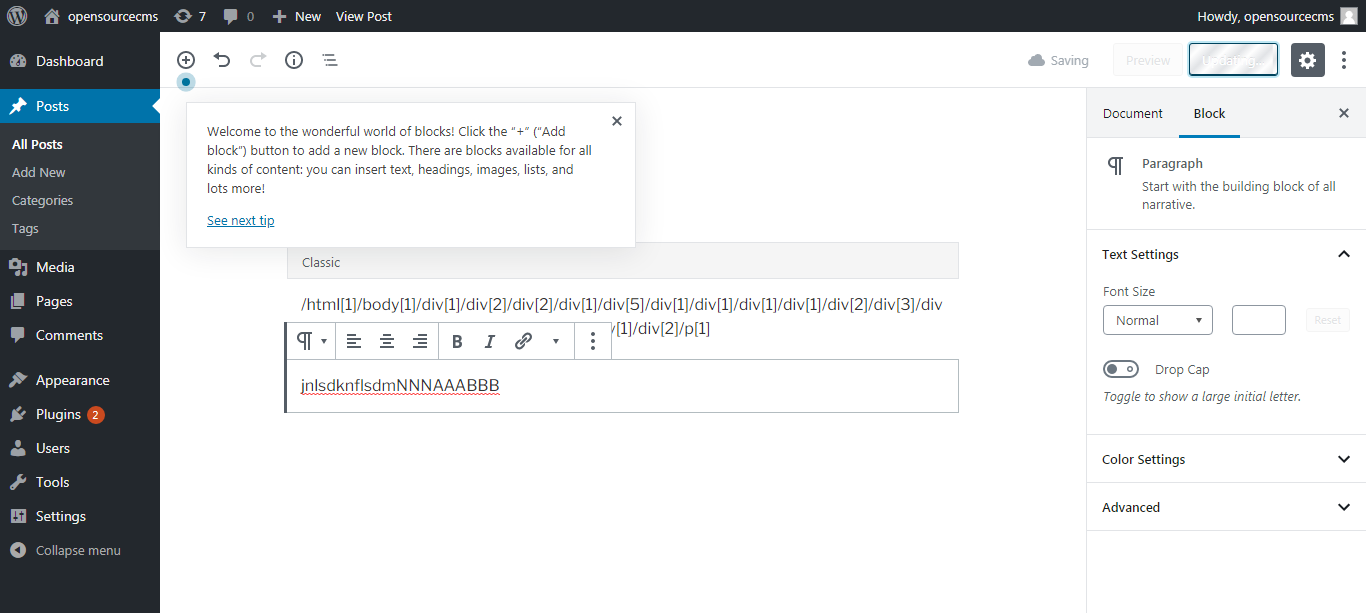 opensourcecms 7 0 New View Post Howdy, opensourcecms
Dashboard
Posts
All Posts
Add New
Categories
Tags
Media
Pages
Comments
Appearance
Plugins 2
Users
Tools
Settings
Collapse menu
Saving Preview
Welcome to the wonderful world of blocks! Click the “+” (“Add
block”) button to add a new block. There are blocks available for all
kinds of content: you can insert text, headings, images, lists, and
lots more!
See next tip
Classic
/html[1]/body[1]/div[1]/div[2]/div[2]/div[1]/div[5]/div[1]/div[1]/div[1]/div[1]/div[2]/div[3]/div
/[1]/div[2]/p[1]
B I
jnlsdknflsdmNNNAAABBB
Document Block
Paragraph
Start with the building block of all
narrative.
Text Settings
Font Size
Normal Reset
Drop Cap
Toggle to show a large initial letter.
Color Settings
Advanced